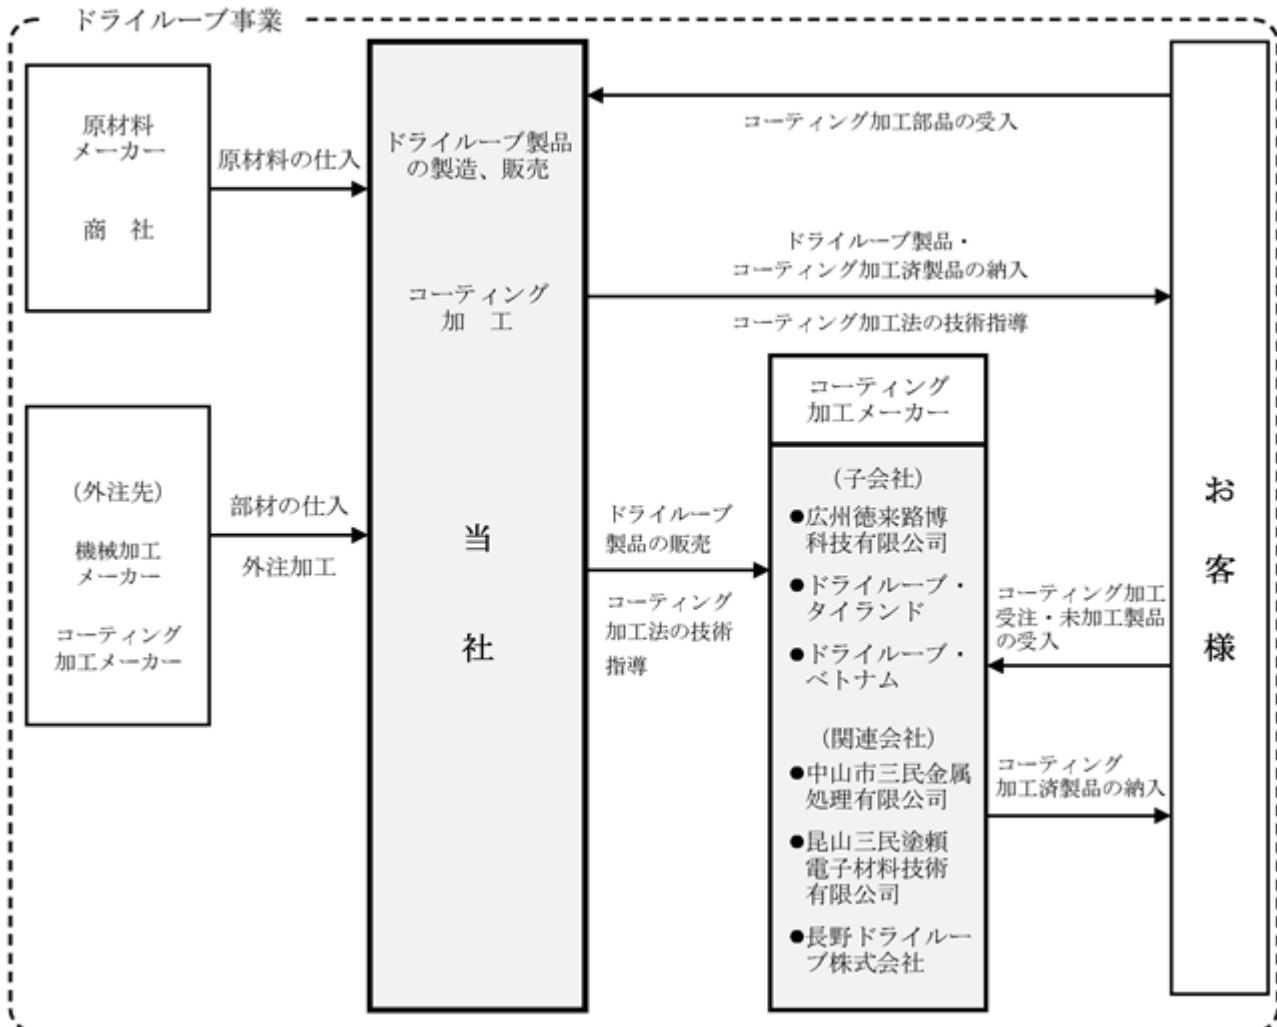 ドライルーブ事業
原材料
メーカー
商　社
原材料の仕入
(外注先)
機械加工
メーカー
コーティング
加工メーカー
部材の仕入
外注加工
ドライルーブ製品
の製造、販売
コーティング
加　工
当
社
コーティング加工部品の受入
ドライルーブ製品・
コーティング加工済製品の納入
コーティング加工法の技術指導
ドライルーブ
製品の販売
コーティング
加工法の技術
指導
コーティング
加工メーカー
(子会社)
●広州徳来路博
科技有限公司
●ドライルーブ・
タイランド
●ドライルーブ・
ベトナム
(関連会社)
●中山市三民金属
処理有限公司
●昆山三民塗頼
電子材料技術
有限公司
●長野ドライルー
ブ株式会社
コーティング加工
受注・未加工製品
の受入
コーティング
加工済製品の納入
お
客
様